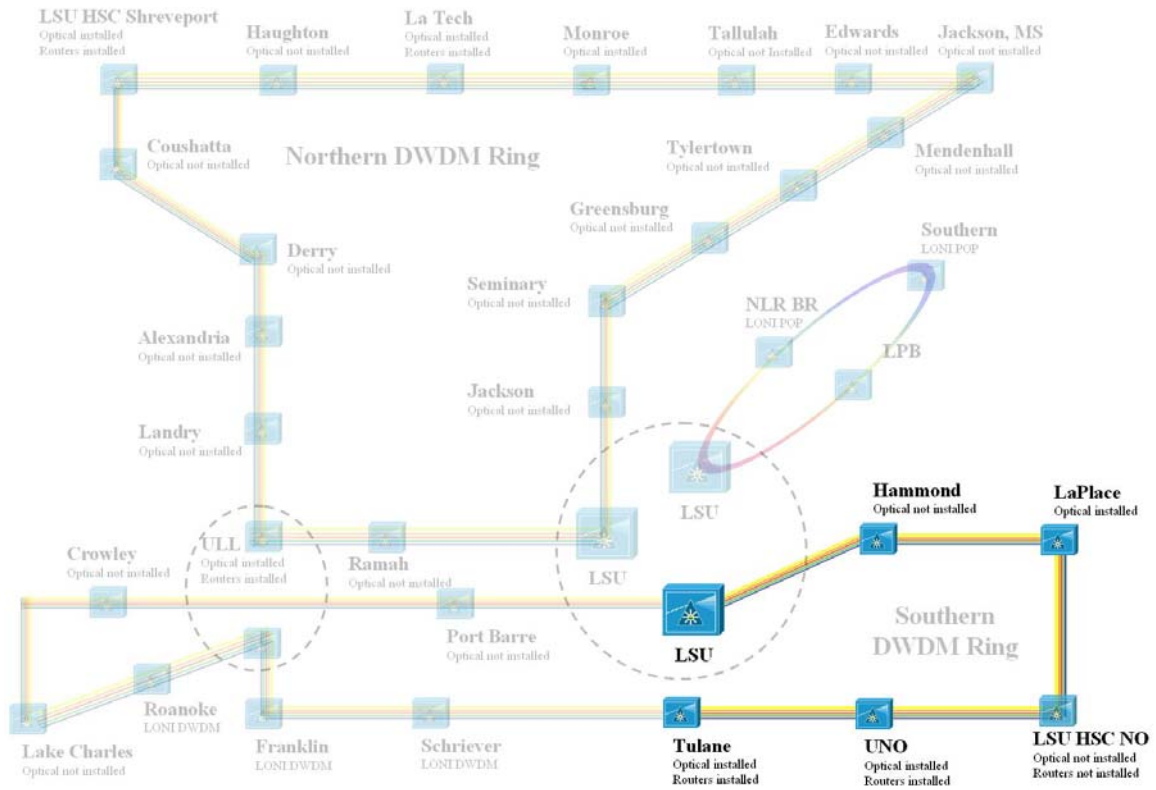 LSU HSC Shreveport
Optical installed
Routers installed
Haughton
Optical not installed
La Tech
Optical installed
Routers installed
Monroe
Optical not installed
Tallulah
Optical not Installed
Edwards
Optical not installed
Jackson, MS
Optical not installed
Coushatta
Optical not installed
Northern DWDM Ring
Tylertown
Optical not installed
Mendenhall
Optical not installed
Greensburg
Optical not installed
Southern
LONI POP
Derry
Optical not installed
Seminary
Optical not installed
NLR BR
LONI POP
Alexandria
Optical not installed
LPB
Jackson
Optical not installed
Landry
Optical not installed
LSU
Hammond
Optical not installed
LaPlace
Optical installed
Crowley
Optical not installed
ULL
Optical installed
Routers installed
Ramah
Optical not installed
LSU
Port Barre
Optical not installed
LSU
Southern
DWDM Ring
Roanoke
LONI DWDM
Lake Charles
Optical not installed
Franklin
LONI DWDM
Schriever
LONI DWDM
Tulane
Optical installed
Routers installed
UNO
Optical installed
Routers installed
LSU HSC NO
Optical not installed
Routers not installed